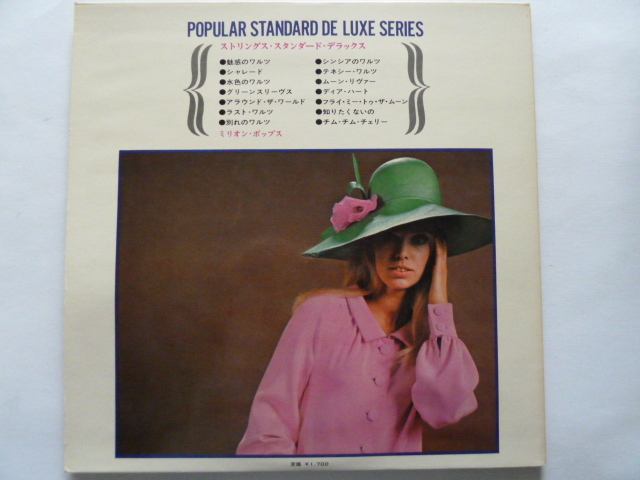 POPULAR STANDARD DE LUXE SERIES
ストリングス・スタンダード・デラックス
●魅惑のワルツ
●シャレード
●水色のワルツ
●グリーンスリーヴス
●アラウンド・ザ・ワールド
●ラスト・ワルツ
●別れのワルツ
●シンシアのワルツ
●テネシー・ワルツ
●ムーン・リヴァー
●ディア・ハート
●フライ・ミー・トゥ・ザ・ムーン
●知りたくないの
●チム・チム・チェリー
ミリオン・ポップス
定価 ¥1,700